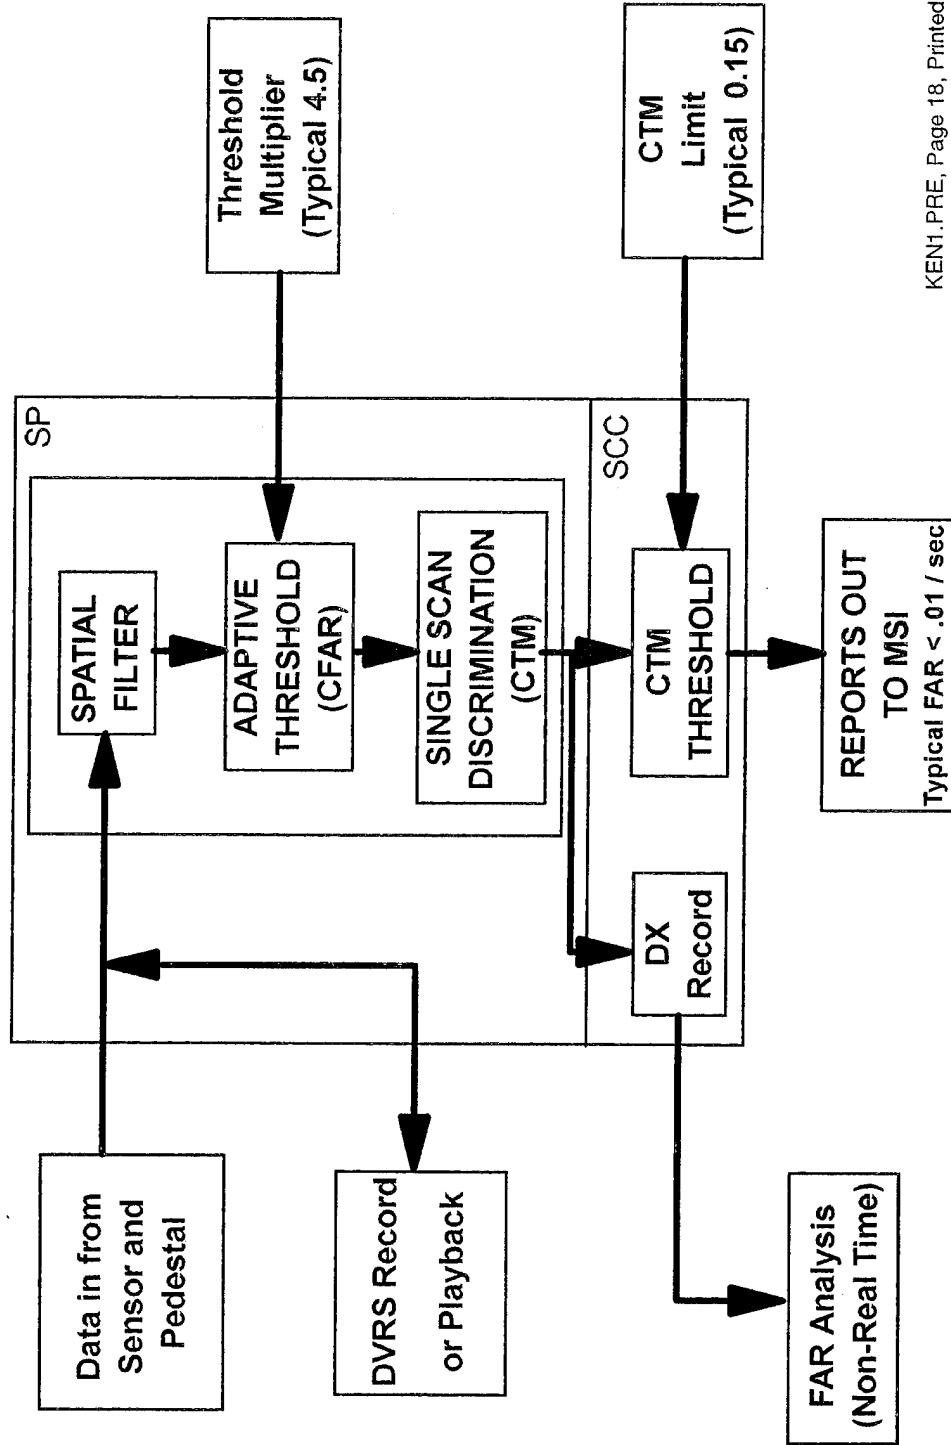 Data in from
Sensor and
Pedestal
DVRS Record
or Playback
FAR Analysis
(Non-Real Time)
SP
SPATIAL
FILTER
ADAPTIVE
THRESHOLD
(CFAR)
SINGLE SCAN
DISCRIMINATION
(CTM)
SCC
DX
Record
CTM
THRESHOLD
REPORTS OUT
TO MSI
Typical FAR < .01 / sec
Threshold
Multiplier
(Typical 4.5)
CTM
Limit
(Typical 0.15)
KEN1.PRE, Page 18, Printed